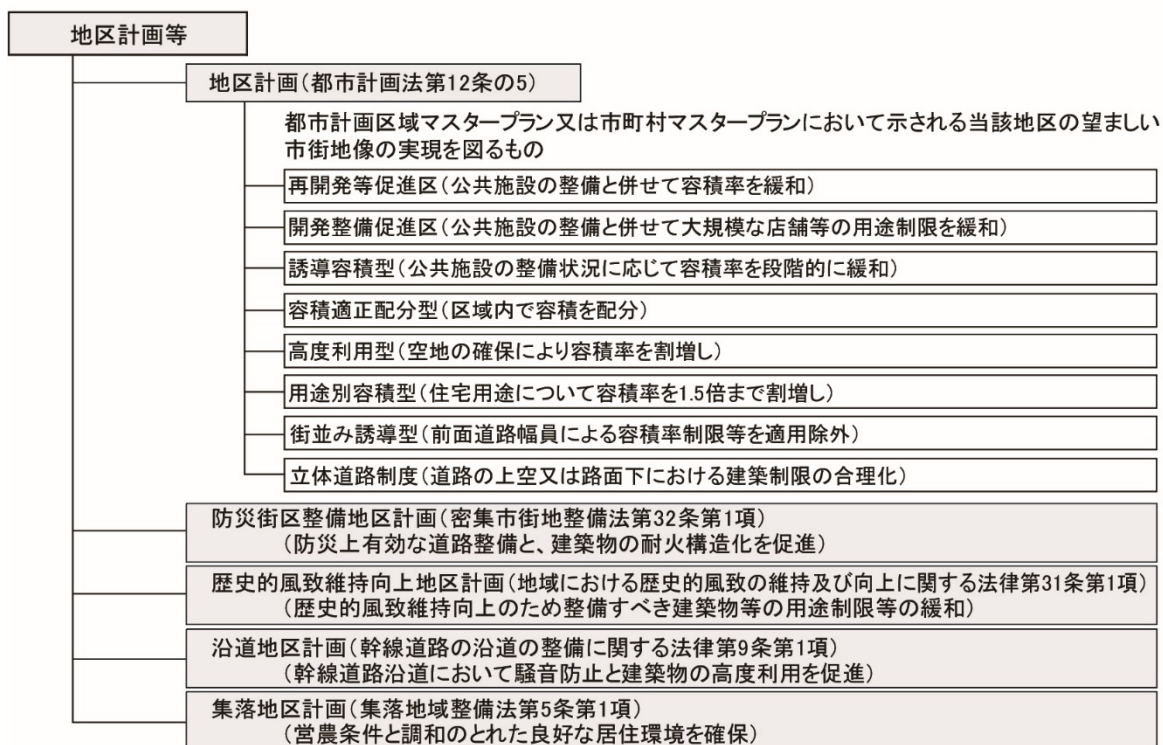 地区計画等
地区計画(都市計画法第12条の5)
都市計画区域マスタープラン又は市町村マスタープランにおいて示される当該地区の望ましい
市街地像の実現を図るもの
再開発等促進区(公共施設の整備と併せて容積率を緩和)
開発整備促進区(公共施設の整備と併せて大規模な店舗等の用途制限を緩和)
誘導容積型(公共施設の整備状況に応じて容積率を段階的に緩和)
容積適正配分型(区域内で容積を配分)
高度利用型(空地の確保により容積率を割増し)
用途別容積型(住宅用途について容積率を1.5倍まで割増し)
街並み誘導型(前面道路幅員による容積率制限等を適用除外)
立体道路制度(道路の上空又は路面下における建築制限の合理化)
防災街区整備地区計画(密集市街地整備法第32条第1項)
(防災上有効な道路整備と、建築物の耐火構造化を促進)
歴史的風致維持向上地区計画(地域における歴史的風致の維持及び向上に関する法律第31条第1項)
(歴史的風致維持向上のため整備すべき建築物等の用途制限等の緩和)
沿道地区計画(幹線道路の沿道の整備に関する法律第9条第1項)
(幹線道路沿道において騒音防止と建築物の高度利用を促進)
集落地区計画(集落地域整備法第5条第1項)
(営農条件と調和のとれた良好な居住環境を確保)